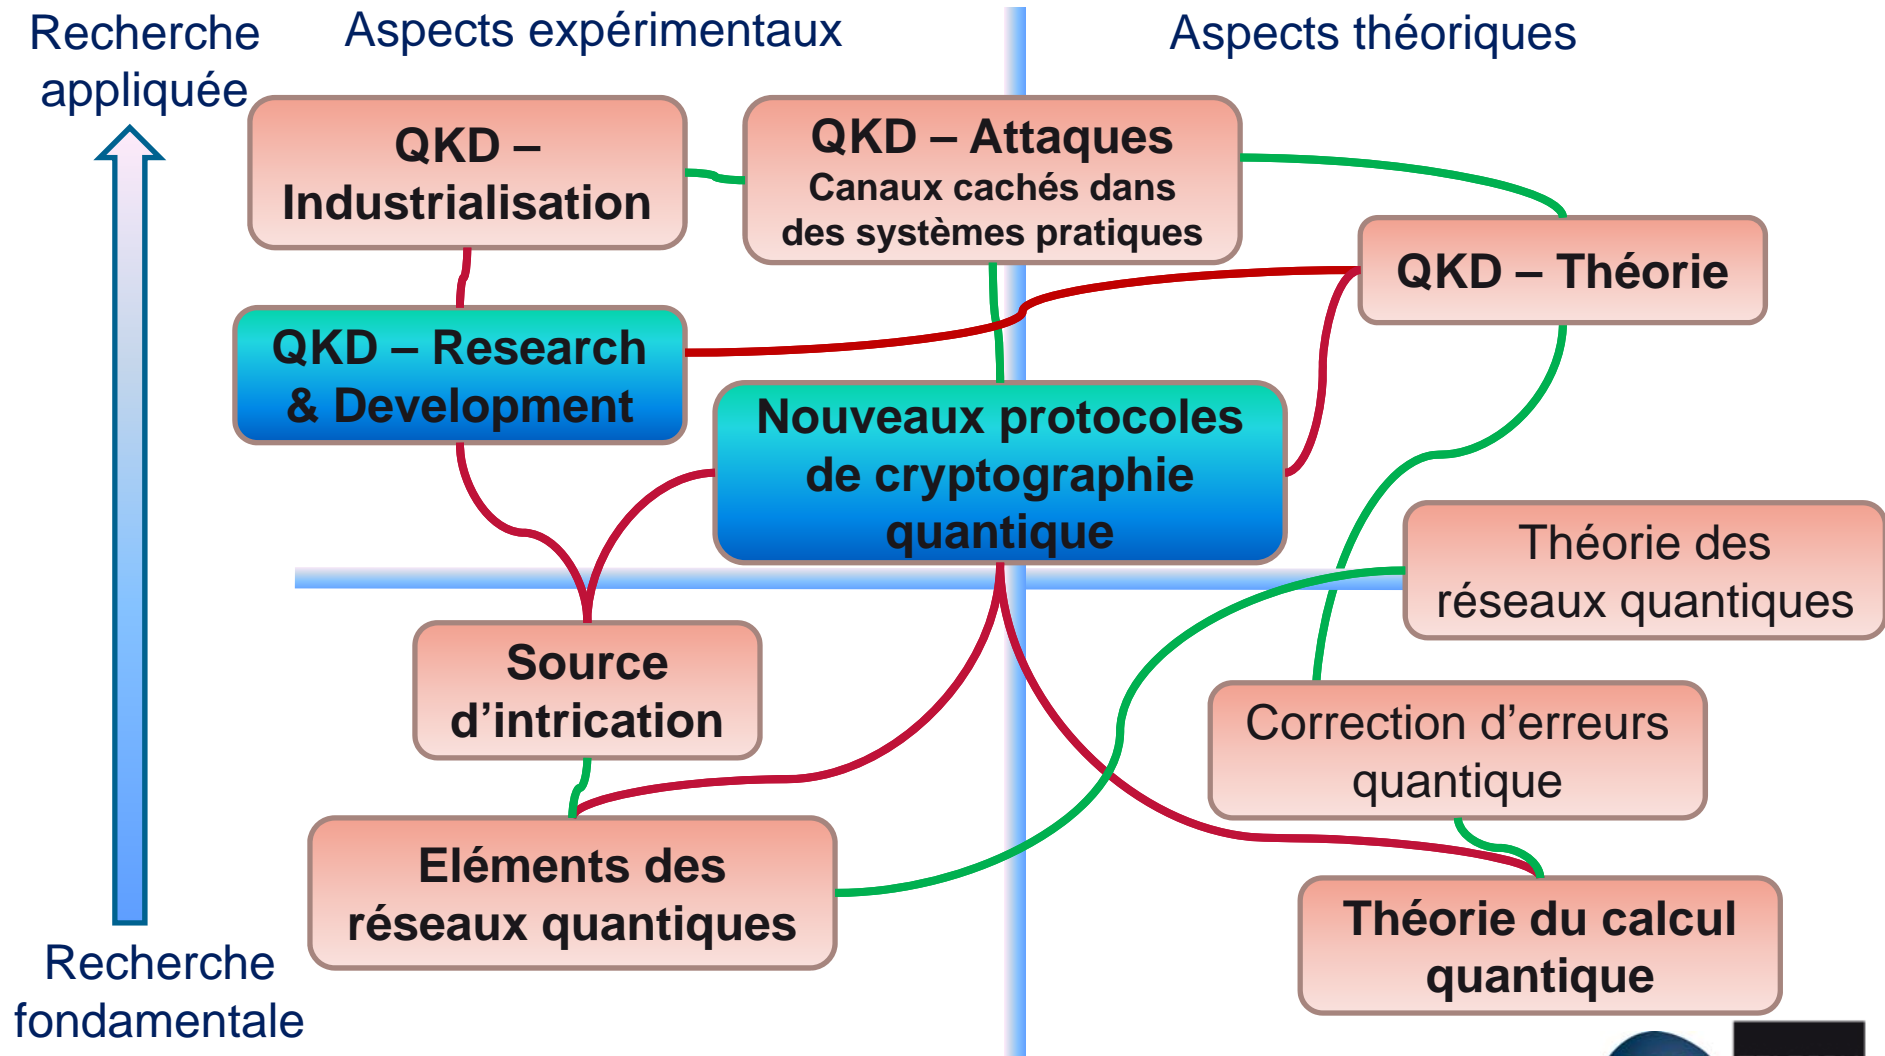 Recherche
appliquée
Aspects expérimentaux
Aspects théoriques
QKD –
Industrialisation
QKD – Attaques
Canaux cachés dans
des systèmes pratiques
QKD – Théorie
QKD – Research
& Development
Nouveaux protocoles
de cryptographie
quantique
Théorie des
réseaux quantiques
Source
d’intrication
Correction d’erreurs
quantique
Eléments des
réseaux quantiques
Théorie du calcul
quantique
Recherche
fondamentale